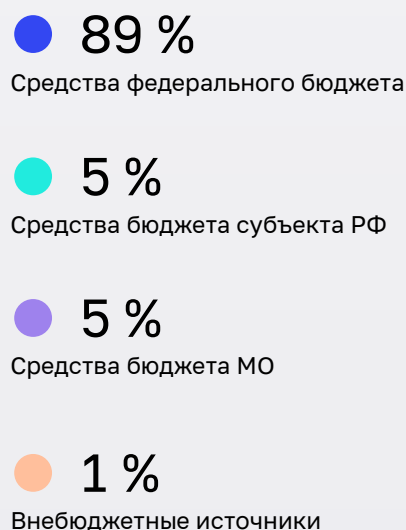 89 %
Средства федерального бюджета
5 %
Средства бюджета субъекта РФ
5 %
Средства бюджета МО
1 %
Внебюджетные источники